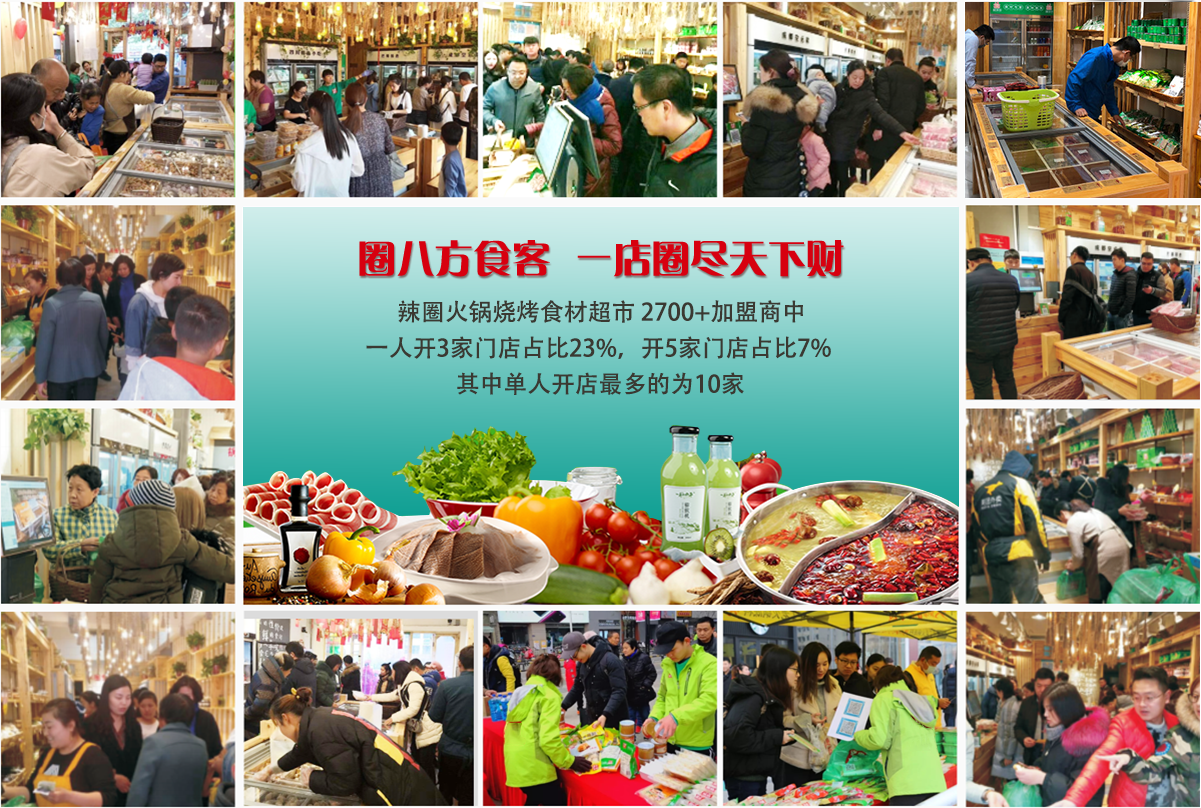 圈八方食客 一店圈尽天下财
辣圈火锅烧烤食材超市 2700+加盟商中
一人开3家门店占比23%，开5家门店占比7%
其中单人开店最多的为10家